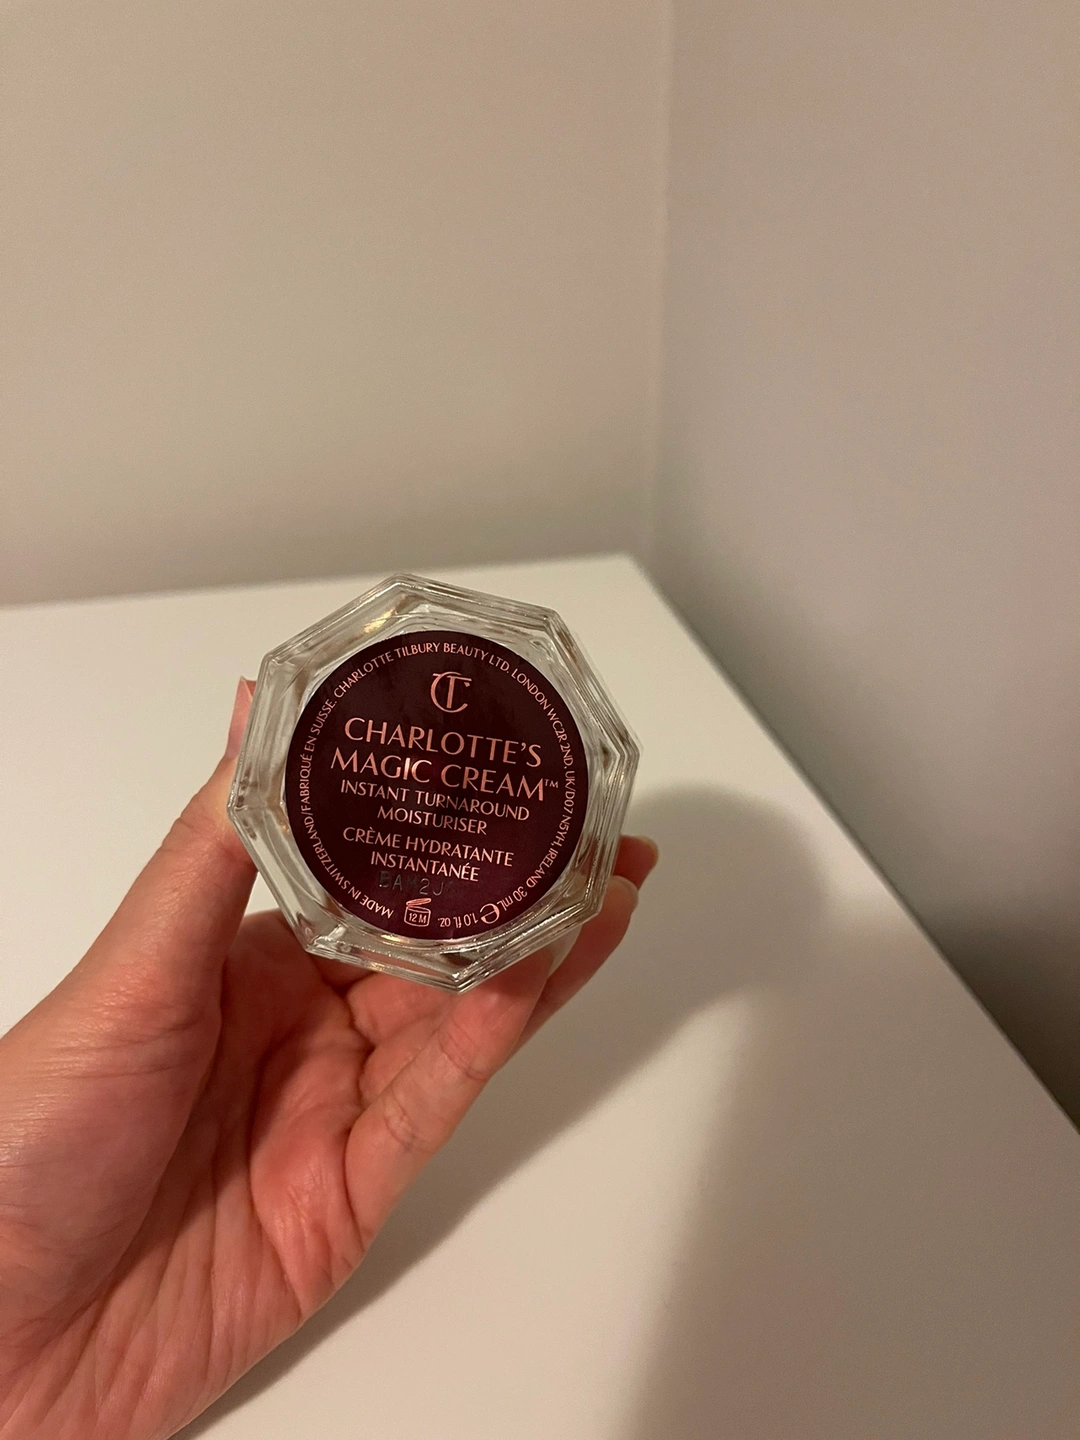 CHARLOTTE TILBURY BEAUTY LTD, LONDON WC2R 2ND, UK/D07 N5YH, IRELAND 30 mL ℮ 1.0 fl. oz.
CT
CHARLOTTE'S
MAGIC CREAM™
INSTANT TURNAROUND
MOISTURISER
CRÈME HYDRATANTE
INSTANTANÉE
12 M
MADE IN SWITZERLAND/FABRIQUÉ EN SUISSE.